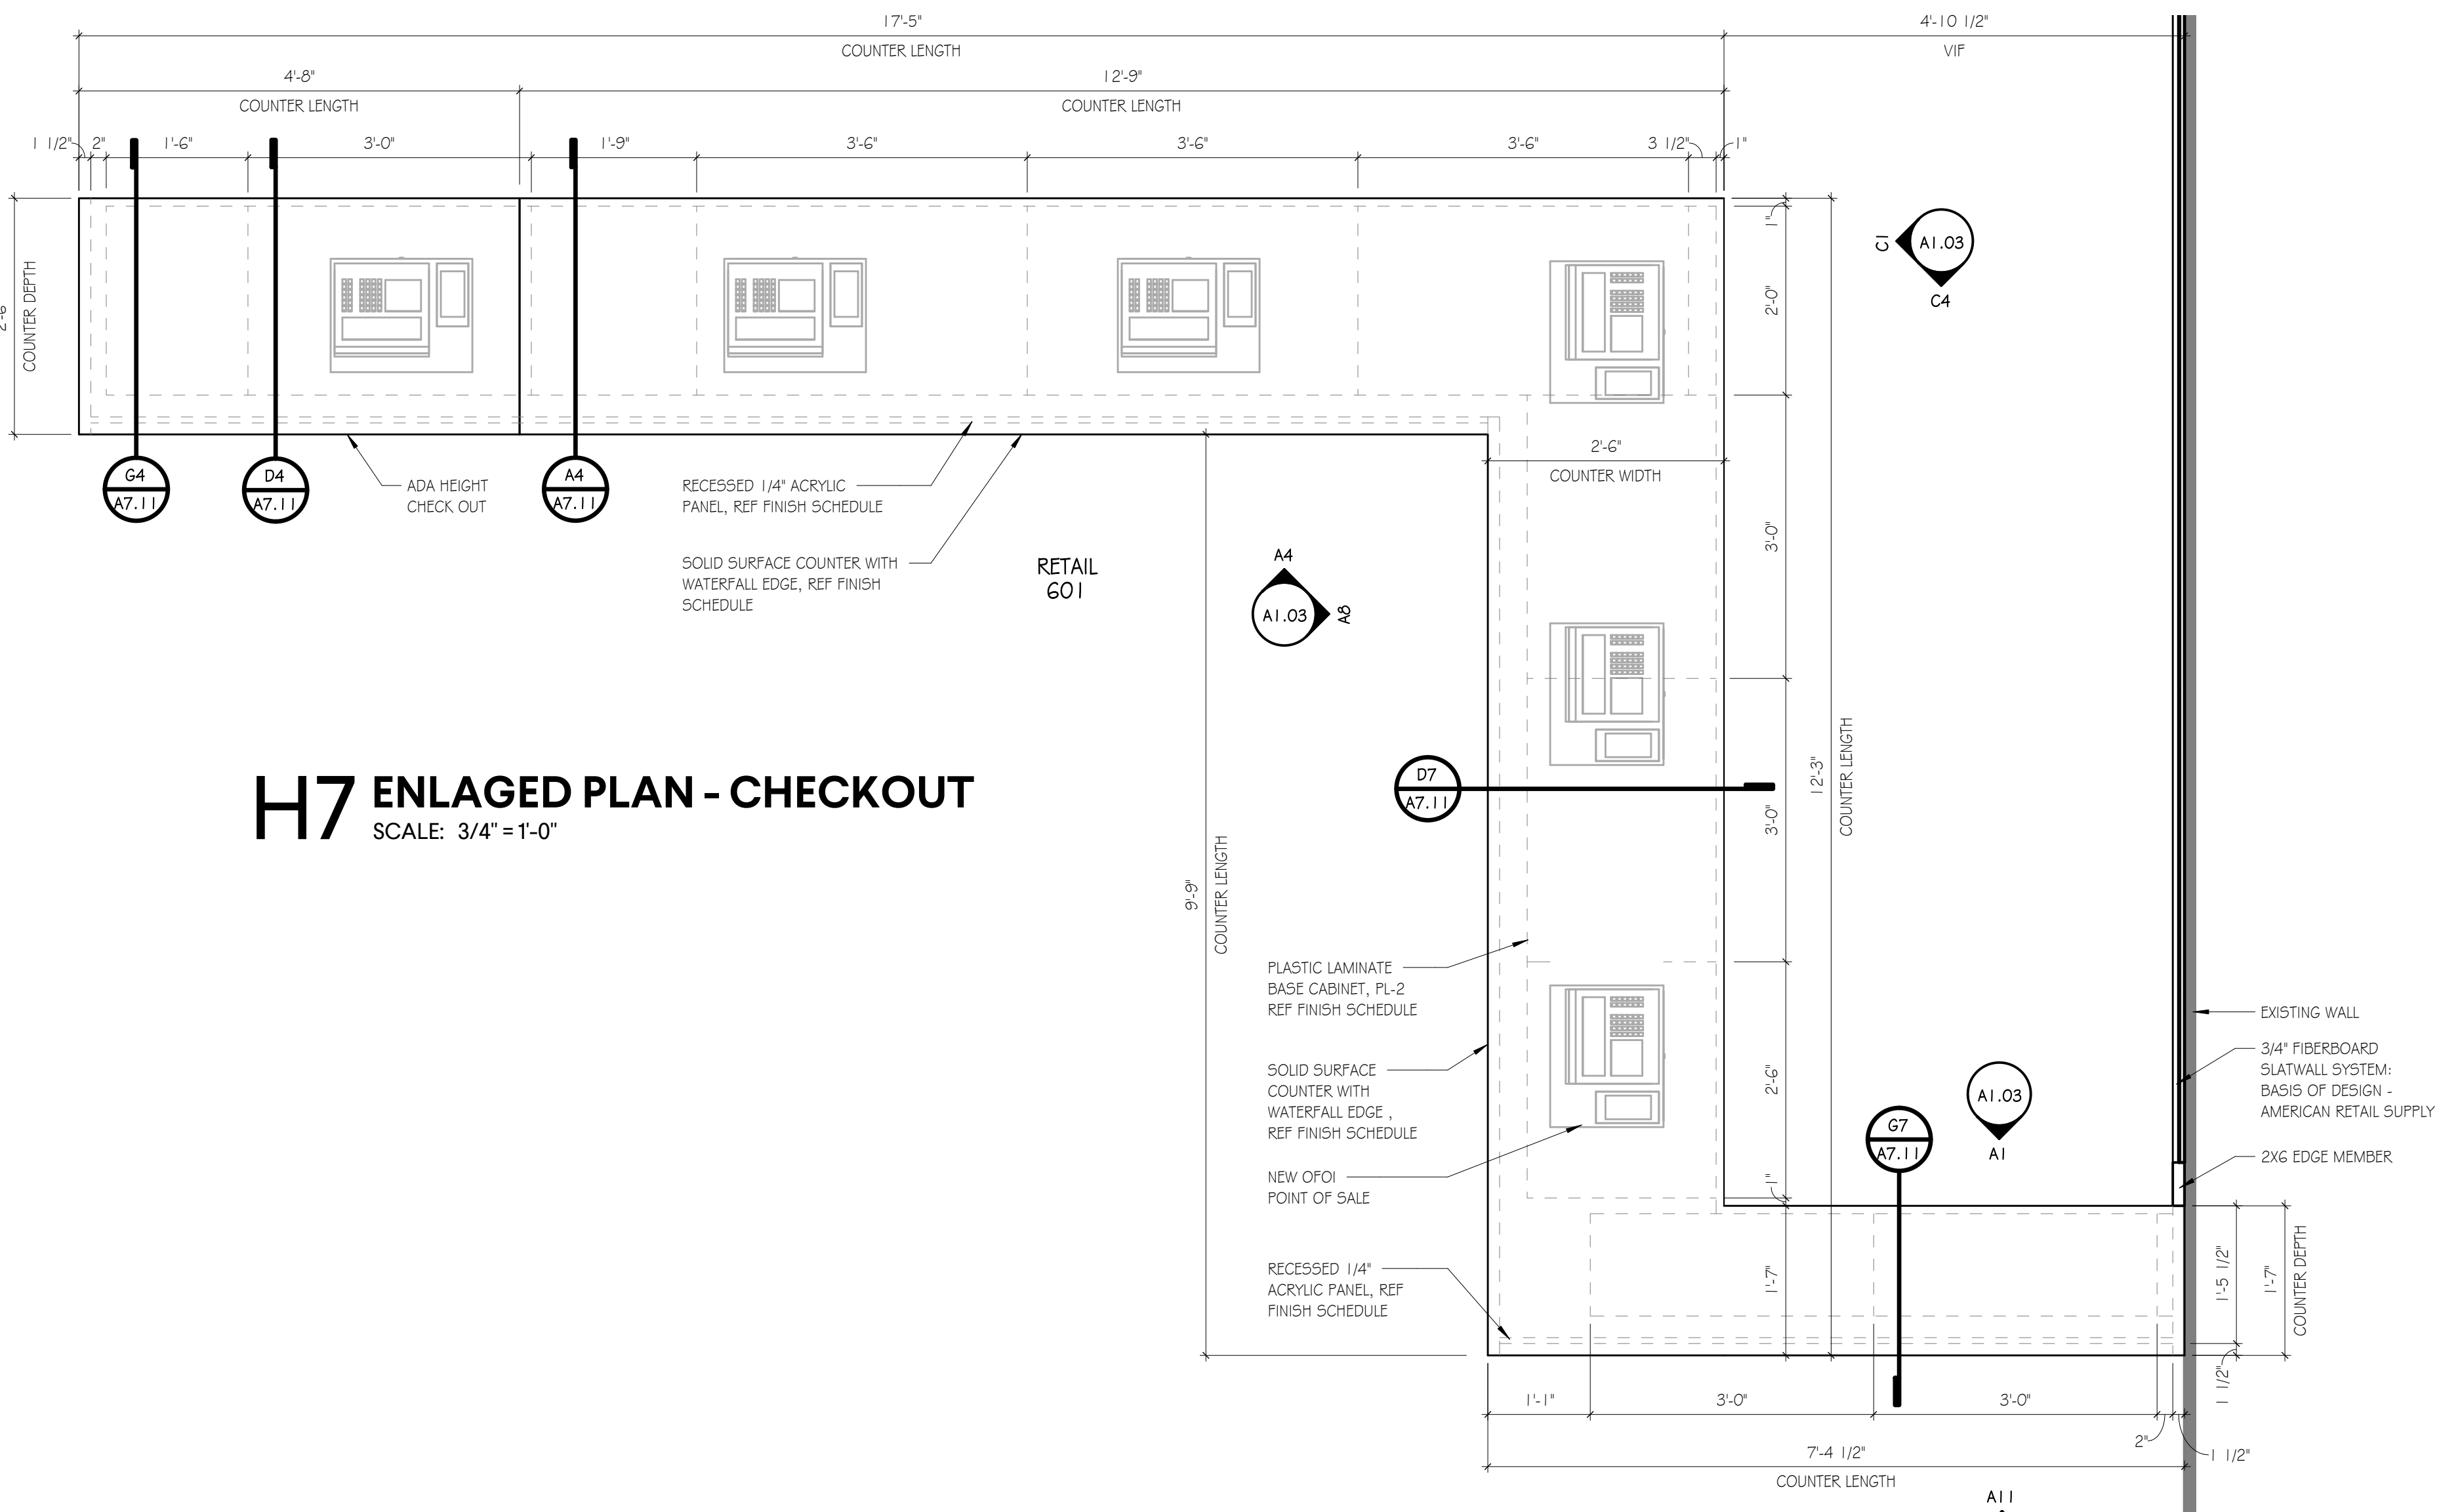 17'-5"
COUNTER LENGTH
4'-10 1/2"
VIF
4'-8"
COUNTER LENGTH
12'-9"
COUNTER LENGTH
1 1/2"
2"
1'-6"
3'-0"
1'-9"
3'-6"
3'-6"
3'-6"
3 1/2"
1"
2'-6"
COUNTER DEPTH
1"
2'-0"
C1
A1.03
C4
G4
A7.11
D4
A7.11
ADA HEIGHT
CHECK OUT
A4
A7.11
RECESSED 1/4" ACRYLIC
PANEL, REF FINISH SCHEDULE
SOLID SURFACE COUNTER WITH
WATERFALL EDGE, REF FINISH
SCHEDULE
RETAIL
601
A4
A1.03
A8
2'-6"
COUNTER WIDTH
3'-0"
H7 ENLAGED PLAN - CHECKOUT
SCALE: 3/4" = 1'-0"
D7
A7.11
3'-0"
12'-3"
COUNTER LENGTH
9'-9"
COUNTER LENGTH
PLASTIC LAMINATE
BASE CABINET, PL-2
REF FINISH SCHEDULE
SOLID SURFACE
COUNTER WITH
WATERFALL EDGE ,
REF FINISH SCHEDULE
NEW OFOI
POINT OF SALE
RECESSED 1/4"
ACRYLIC PANEL, REF
FINISH SCHEDULE
2'-6"
1"
1'-7"
G7
A7.11
A1.03
A1
EXISTING WALL
3/4" FIBERBOARD
SLATWALL SYSTEM:
BASIS OF DESIGN -
AMERICAN RETAIL SUPPLY
2X6 EDGE MEMBER
1'-5 1/2"
1'-7"
COUNTER DEPTH
1 1/2"
1'-1"
3'-0"
3'-0"
2"
1 1/2"
7'-4 1/2"
COUNTER LENGTH
A11